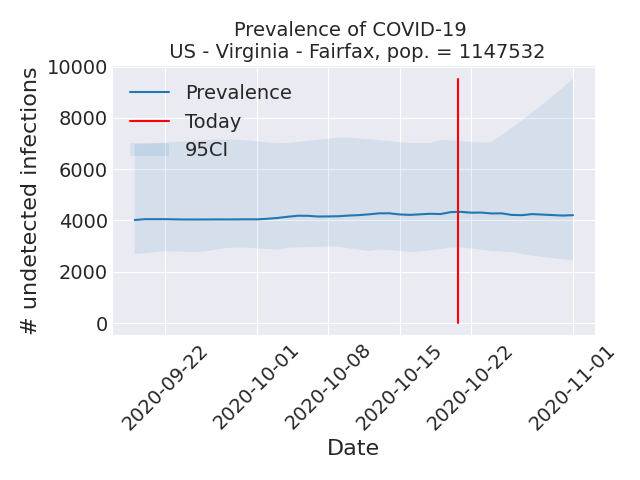 Prevalence of COVID-19
US - Virginia - Fairfax, pop. = 1147532
# undetected infections
10000
8000
6000
4000
2000
0
Prevalence
Today
95CI
2020-09-22
2020-10-01
2020-10-08
2020-10-15
2020-10-22
2020-11-01
Date